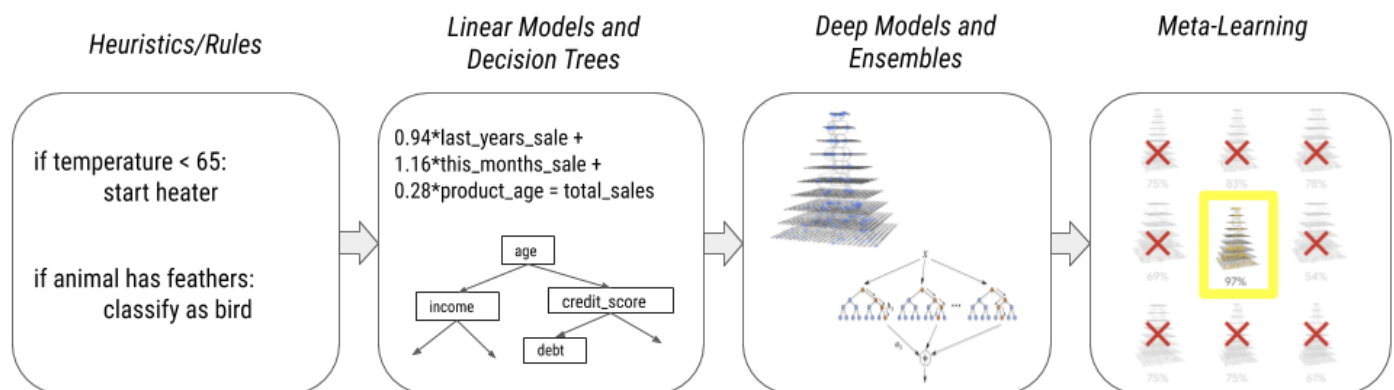 Heuristics/Rules
if temperature < 65:
start heater
if animal has feathers:
classify as bird
Linear Models and
Decision Trees
0.94*last_years_sale +
1.16*this_months_sale +
0.28*product_age = total_sales
age
income
credit_score
debt
Deep Models and
Ensembles
X
...
+
Meta-Learning
75%
83%
78%
69%
97%
54%
75%
75%
61%